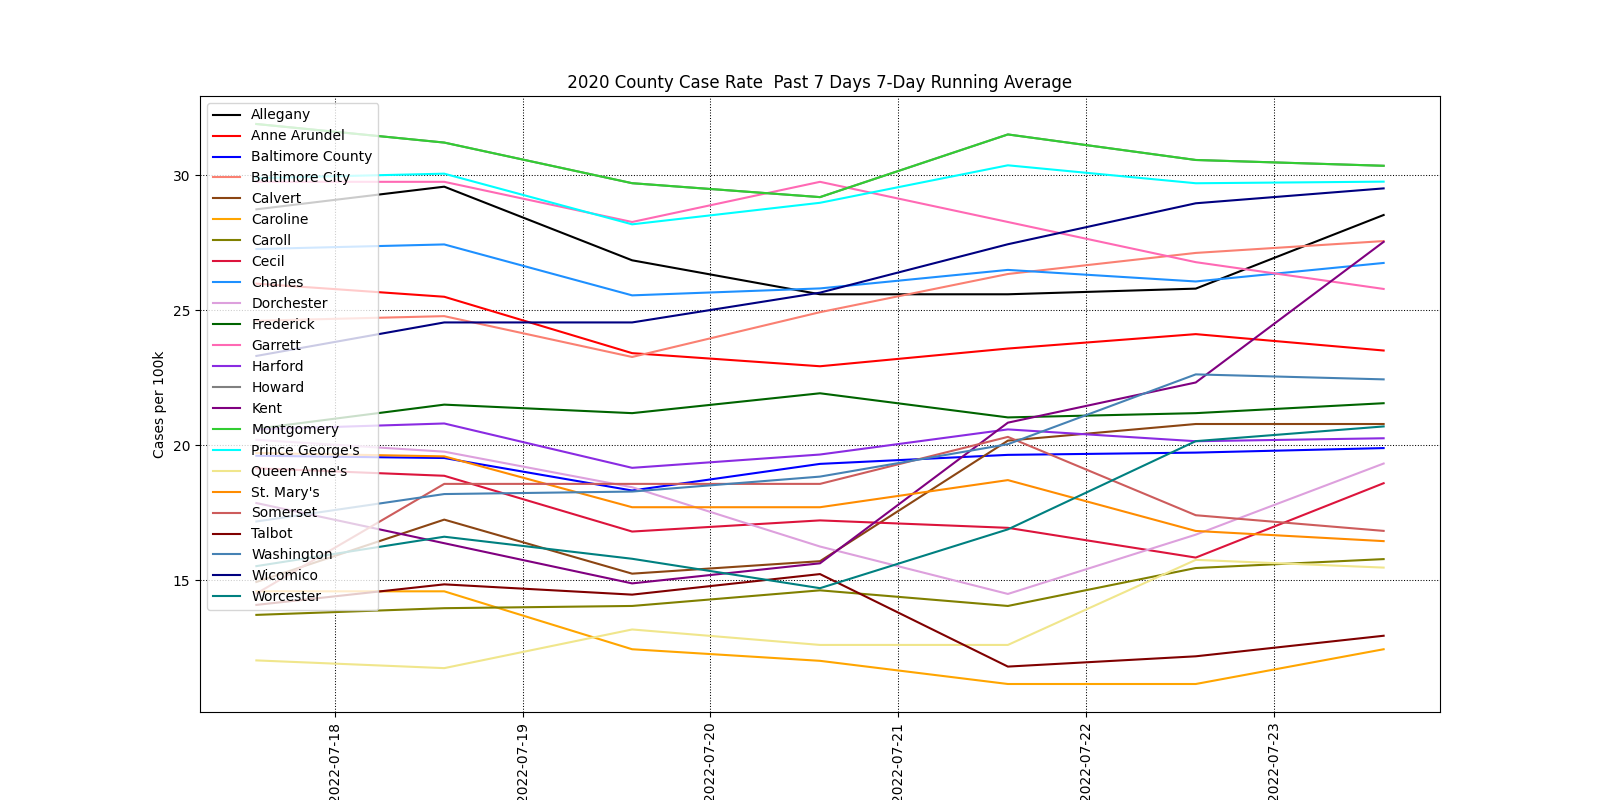 2020 County Case Rate  Past 7 Days 7-Day Running Average
Allegany
Anne Arundel
Baltimore County
Baltimore City
Calvert
Caroline
Caroll
Cecil
Charles
Dorchester
Frederick
Garrett
Harford
Howard
Kent
Montgomery
Prince George's
Queen Anne's
St. Mary's
Somerset
Talbot
Washington
Wicomico
Worcester
30
25
20
15
Cases per 100k
2022-07-18
2022-07-19
2022-07-20
2022-07-21
2022-07-22
2022-07-23